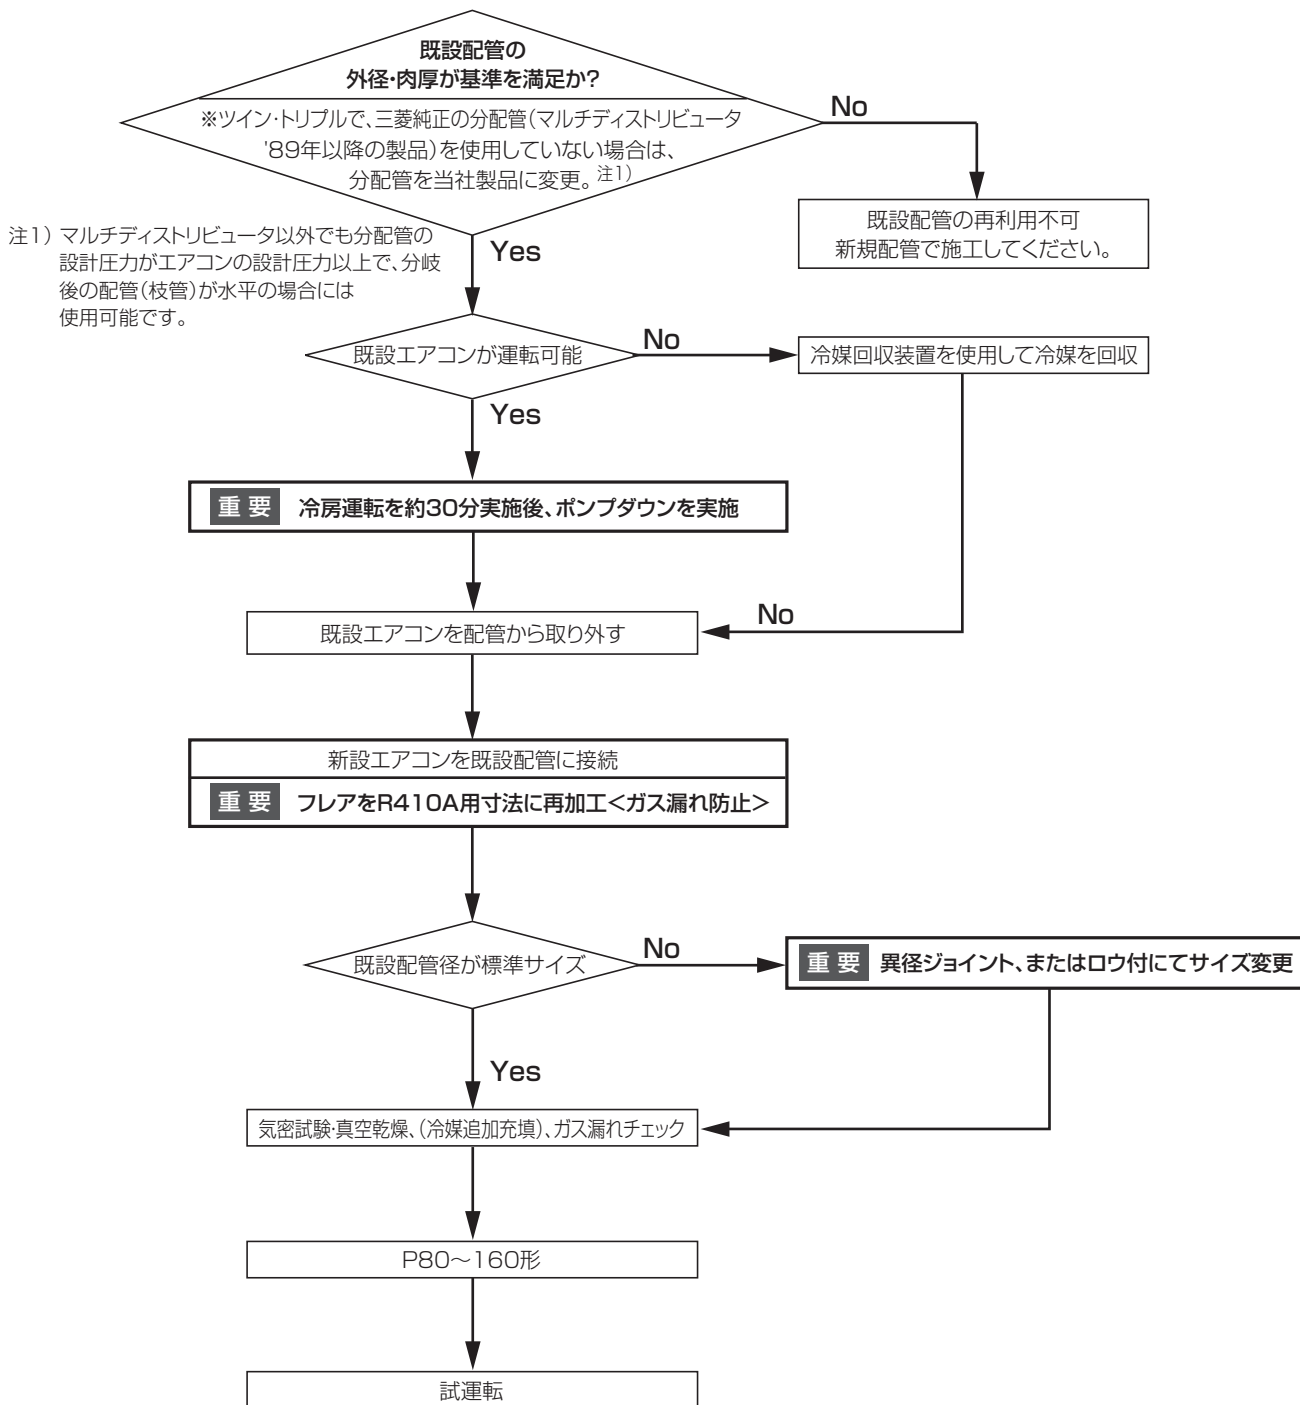 既設配管の
外径・肉厚が基準を満足か?
※ツイン・トリプルで、三菱純正の分配管(マルチディストリビュータ
'89年以降の製品)を使用していない場合は、
分配管を当社製品に変更。注1)
No
既設配管の再利用不可
新規配管で施工してください。
注1) マルチディストリビュータ以外でも分配管の
設計圧力がエアコンの設計圧力以上で、分岐
後の配管(枝管)が水平の場合には
使用可能です。
Yes
既設エアコンが運転可能
No
冷媒回収装置を使用して冷媒を回収
Yes
重要 冷房運転を約30分実施後、ポンプダウンを実施
既設エアコンを配管から取り外す
No
新設エアコンを既設配管に接続
重要 フレアをR410A用寸法に再加工<ガス漏れ防止>
既設配管径が標準サイズ
No
重要 異径ジョイント、またはロウ付にてサイズ変更
Yes
気密試験・真空乾燥、(冷媒追加充填)、ガス漏れチェック
P80〜160形
試運転